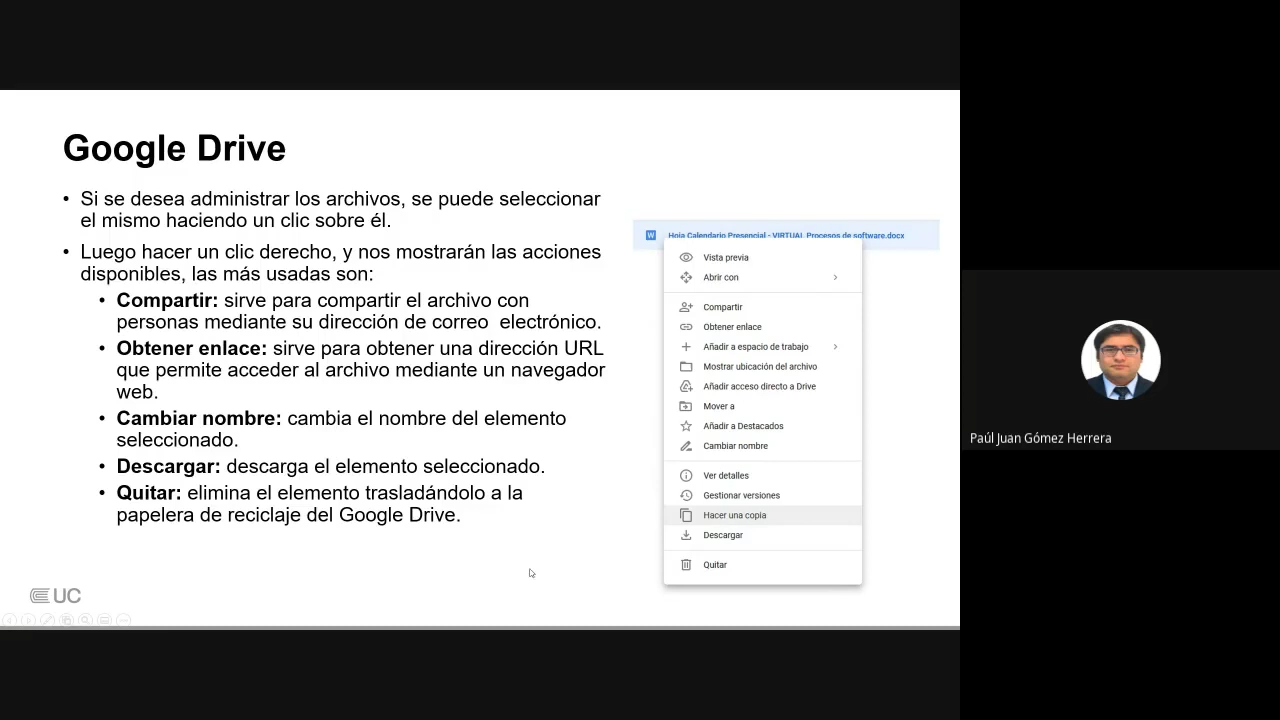 Google Drive
• Si se desea administrar los archivos, se puede seleccionar
el mismo haciendo un clic sobre él.
• Luego hacer un clic derecho, y nos mostrarán las acciones
disponibles, las más usadas son:
• Compartir: sirve para compartir el archivo con
personas mediante su dirección de correo electrónico.
• Obtener enlace: sirve para obtener una dirección URL
que permite acceder al archivo mediante un navegador
web.
• Cambiar nombre: cambia el nombre del elemento
seleccionado.
• Descargar: descarga el elemento seleccionado.
• Quitar: elimina el elemento trasladándolo a la
papelera de reciclaje del Google Drive.
UC
W Hoja Calendario Presencial - VIRTUAL Procesos de software.docx
Vista previa
Abrir con
Compartir
Obtener enlace
Añadir a espacio de trabajo
Mostrar ubicación del archivo
Añadir acceso directo a Drive
Mover a
Añadir a Destacados
Cambiar nombre
Ver detalles
Gestionar versiones
Hacer una copia
Descargar
Quitar
Paúl Juan Gómez Herrera